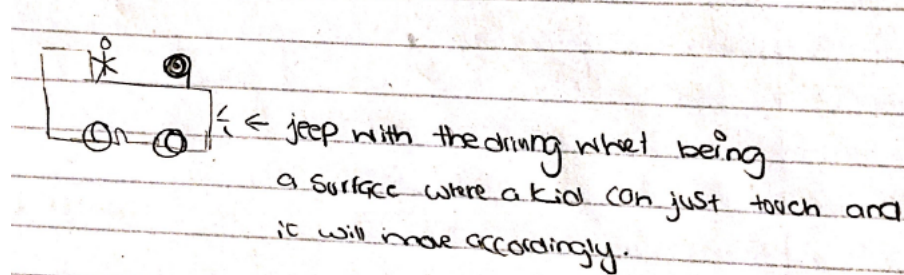 ← jeep with the driving wheel being
a surface where a kid can just touch and
it will move accordingly.